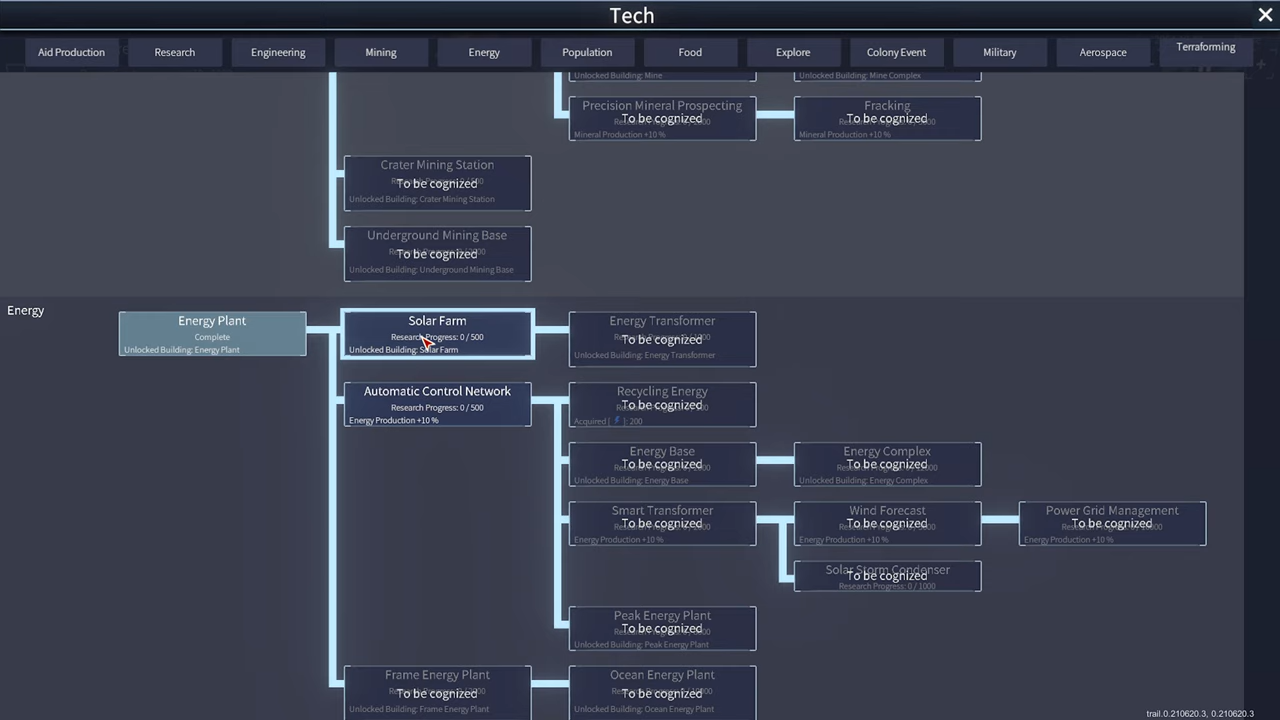 Tech
Aid Production
Research
Engineering
Mining
Energy
Population
Food
Explore
Colony Event
Military
Aerospace
Terraforming
Unlocked Building: Mine
Unlocked Building: Mine Complex
Precision Mineral Prospecting
To be cognized
Mineral Production +10 %
Fracking
To be cognized
Mineral Production +10 %
Crater Mining Station
To be cognized
Unlocked Building: Crater Mining Station
Underground Mining Base
To be cognized
Unlocked Building: Underground Mining Base
Energy
Energy Plant
Complete
Unlocked Building: Energy Plant
Solar Farm
Research Progress: 0 / 500
Unlocked Building: Solar Farm
Energy Transformer
To be cognized
Unlocked Building: Energy Transformer
Automatic Control Network
Research Progress: 0 / 500
Energy Production +10 %
Recycling Energy
To be cognized
Acquired [ ]: 200
Energy Base
To be cognized
Unlocked Building: Energy Base
Energy Complex
To be cognized
Unlocked Building: Energy Complex
Smart Transformer
To be cognized
Energy Production +10 %
Wind Forecast
To be cognized
Energy Production +10 %
Power Grid Management
To be cognized
Energy Production +10 %
Solar Storm Condenser
To be cognized
Research Progress: 0 / 1000
Peak Energy Plant
To be cognized
Unlocked Building: Peak Energy Plant
Frame Energy Plant
To be cognized
Unlocked Building: Frame Energy Plant
Ocean Energy Plant
To be cognized
Unlocked Building: Ocean Energy Plant
trail.0.210620.3, 0.210620.3